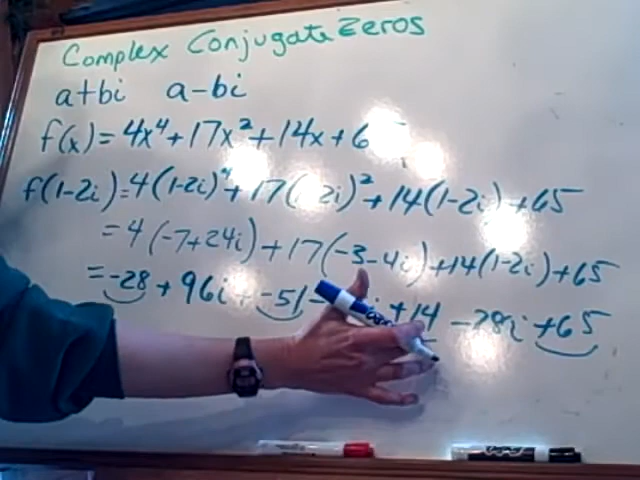 Complex Conjugate Zeros
a+bi a-bi
f(x)= 4x⁴+17x²+14x+6
f(1-2i)=4(1-2i)⁴+17( 2i)²+14(1-2i)+65
=4(-7+24i)+17(-3-4i)+14(1-2i)+65
=-28+96i+-51- i+14-28i+65